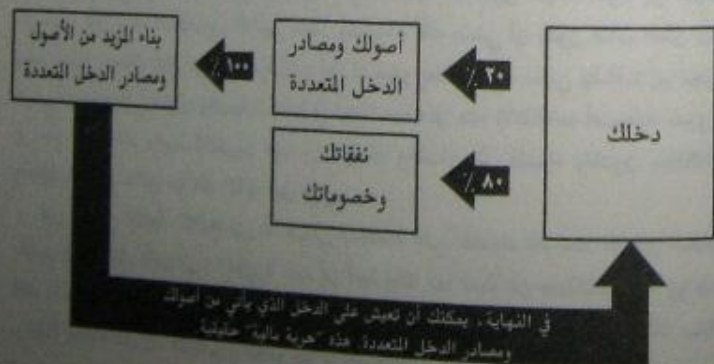 دخلك
٢٠٪
أصولك ومصادر
الدخل المتعددة
١٠٠٪
بناء المزيد من الأصول
ومصادر الدخل المتعددة
٨٠٪
نفقاتك
وخصوماتك
في النهاية، يمكنك أن تعيش على الدخل الذي يأتي من أصولك
ومصادر الدخل المتعددة. هذه "حرية مالية" حقيقية